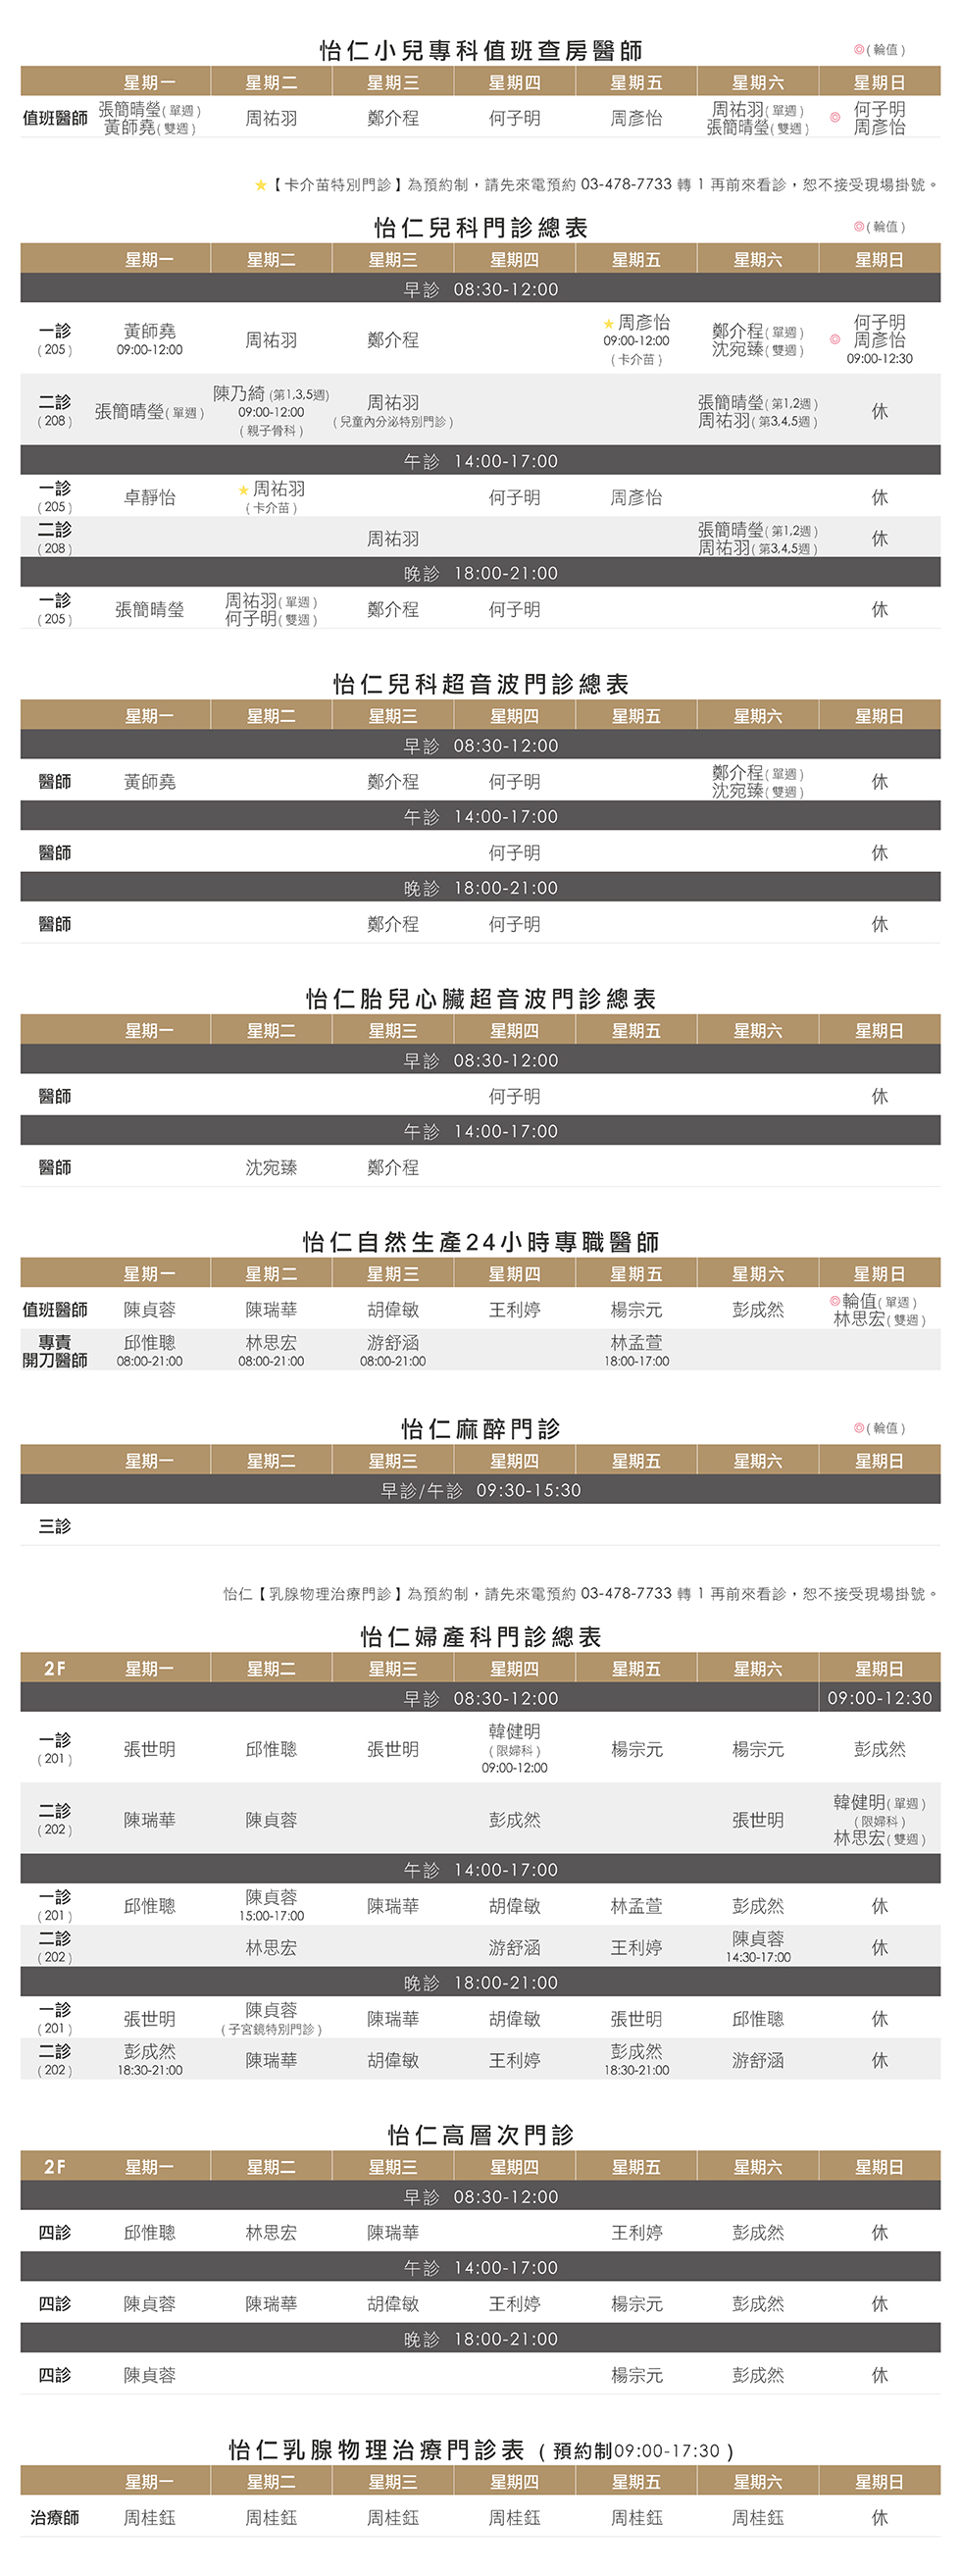 怡仁小兒專科值班查房醫師 ◎(輪值)
星期一 星期二 星期三 星期四 星期五 星期六 星期日
值班醫師 張簡晴瑩(單週) 黃師堯(雙週) 周祐羽 鄭介程 何子明 周彥怡 周祐羽(單週) 張簡晴瑩(雙週) ◎ 何子明 周彥怡
★【卡介苗特別門診】為預約制,請先來電預約 03-478-7733 轉 1 再前來看診,恕不接受現場掛號。
怡仁兒科門診總表 ◎(輪值)
星期一 星期二 星期三 星期四 星期五 星期六 星期日
早診 08:30-12:00
一診 (205) 黃師堯 09:00-12:00 周祐羽 鄭介程 ★周彥怡 09:00-12:00 (卡介苗) 鄭介程(單週) 沈宛臻(雙週) ◎ 何子明 周彥怡 09:00-12:30
二診 (208) 張簡晴瑩(單週) 陳乃綺(第1,3,5週) 09:00-12:00 (親子骨科) 周祐羽 (兒童內分泌特別門診) 張簡晴瑩(第1,2週) 周祐羽(第3,4,5週) 休
午診 14:00-17:00
一診 (205) 卓靜怡 ★周祐羽 (卡介苗) 何子明 周彥怡 休
二診 (208) 周祐羽 張簡晴瑩(第1,2週) 周祐羽(第3,4,5週) 休
晚診 18:00-21:00
一診 (205) 張簡晴瑩 周祐羽(單週) 何子明(雙週) 鄭介程 何子明 休
怡仁兒科超音波門診總表
星期一 星期二 星期三 星期四 星期五 星期六 星期日
早診 08:30-12:00
醫師 黃師堯 鄭介程 何子明 鄭介程(單週) 沈宛臻(雙週) 休
午診 14:00-17:00
醫師 何子明 休
晚診 18:00-21:00
醫師 鄭介程 何子明 休
怡仁胎兒心臟超音波門診總表
星期一 星期二 星期三 星期四 星期五 星期六 星期日
早診 08:30-12:00
醫師 何子明 休
午診 14:00-17:00
醫師 沈宛臻 鄭介程
怡仁自然生產24小時專職醫師
星期一 星期二 星期三 星期四 星期五 星期六 星期日
值班醫師 陳貞蓉 陳瑞華 胡偉敏 王利婷 楊宗元 彭成然 ◎輪值(單週) 林思宏(雙週)
專責開刀醫師 邱惟聰 08:00-21:00 林思宏 08:00-21:00 游舒涵 08:00-21:00 林孟萱 18:00-17:00
怡仁麻醉門診 ◎(輪值)
星期一 星期二 星期三 星期四 星期五 星期六 星期日
早診/午診 09:30-15:30
三診
怡仁【乳腺物理治療門診】為預約制,請先來電預約 03-478-7733 轉 1 再前來看診,恕不接受現場掛號。
怡仁婦產科門診總表
2F 星期一 星期二 星期三 星期四 星期五 星期六 星期日
早診 08:30-12:00 09:00-12:30
一診 (201) 張世明 邱惟聰 張世明 韓健明 (限婦科) 09:00-12:00 楊宗元 楊宗元 彭成然
二診 (202) 陳瑞華 陳貞蓉 彭成然 張世明 韓健明(單週) (限婦科) 林思宏(雙週)
午診 14:00-17:00
一診 (201) 邱惟聰 陳貞蓉 15:00-17:00 陳瑞華 胡偉敏 林孟萱 彭成然 休
二診 (202) 林思宏 游舒涵 王利婷 陳貞蓉 14:30-17:00 休
晚診 18:00-21:00
一診 (201) 張世明 陳貞蓉 (子宮鏡特別門診) 陳瑞華 胡偉敏 張世明 邱惟聰 休
二診 (202) 彭成然 18:30-21:00 陳瑞華 胡偉敏 王利婷 彭成然 18:30-21:00 游舒涵 休
怡仁高層次門診
2F 星期一 星期二 星期三 星期四 星期五 星期六 星期日
早診 08:30-12:00
四診 邱惟聰 林思宏 陳瑞華 王利婷 彭成然 休
午診 14:00-17:00
四診 陳貞蓉 陳瑞華 胡偉敏 王利婷 楊宗元 彭成然 休
晚診 18:00-21:00
四診 陳貞蓉 楊宗元 彭成然 休
怡仁乳腺物理治療門診表 (預約制09:00-17:30)
星期一 星期二 星期三 星期四 星期五 星期六 星期日
治療師 周桂鈺 周桂鈺 周桂鈺 周桂鈺 周桂鈺 周桂鈺 休